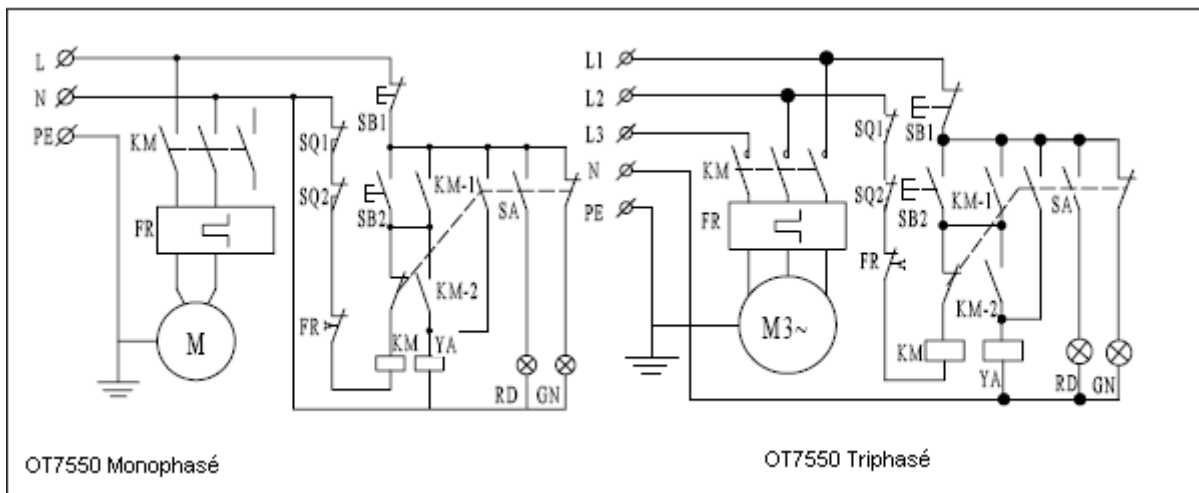 L
N
PE
KM
FR
M
SQ1
SQ2
FR
SB1
SB2
KM-1
SA
KM-2
KM
YA
RD
GN
OT7550 Monophasé
L1
L2
L3
N
PE
KM
FR
M3~
SQ1
SQ2
FR
SB1
SB2
KM-1
SA
KM-2
KM
YA
RD
GN
OT7550 Triphasé